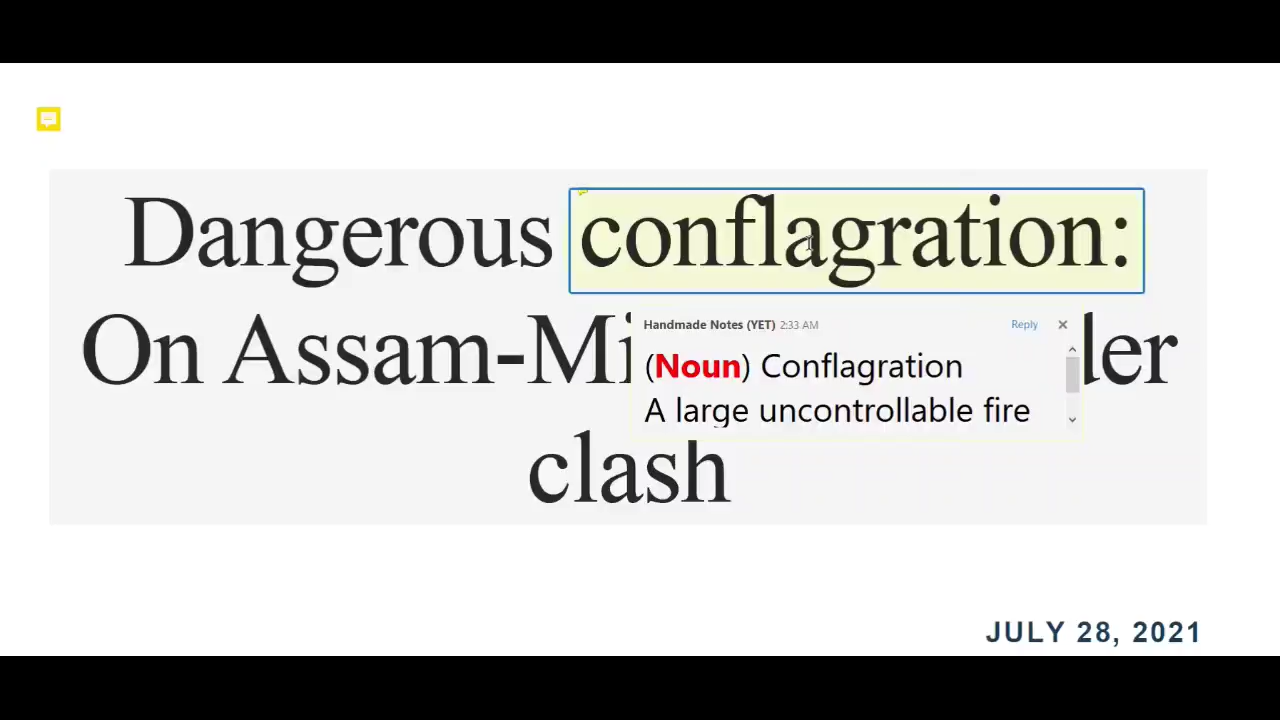 Dangerous conflagration:
On Assam-Mi
Handmade Notes (YET) 2:33 AM Reply
(Noun) Conflagration
A large uncontrollable fire
ler
clash
JULY 28, 2021